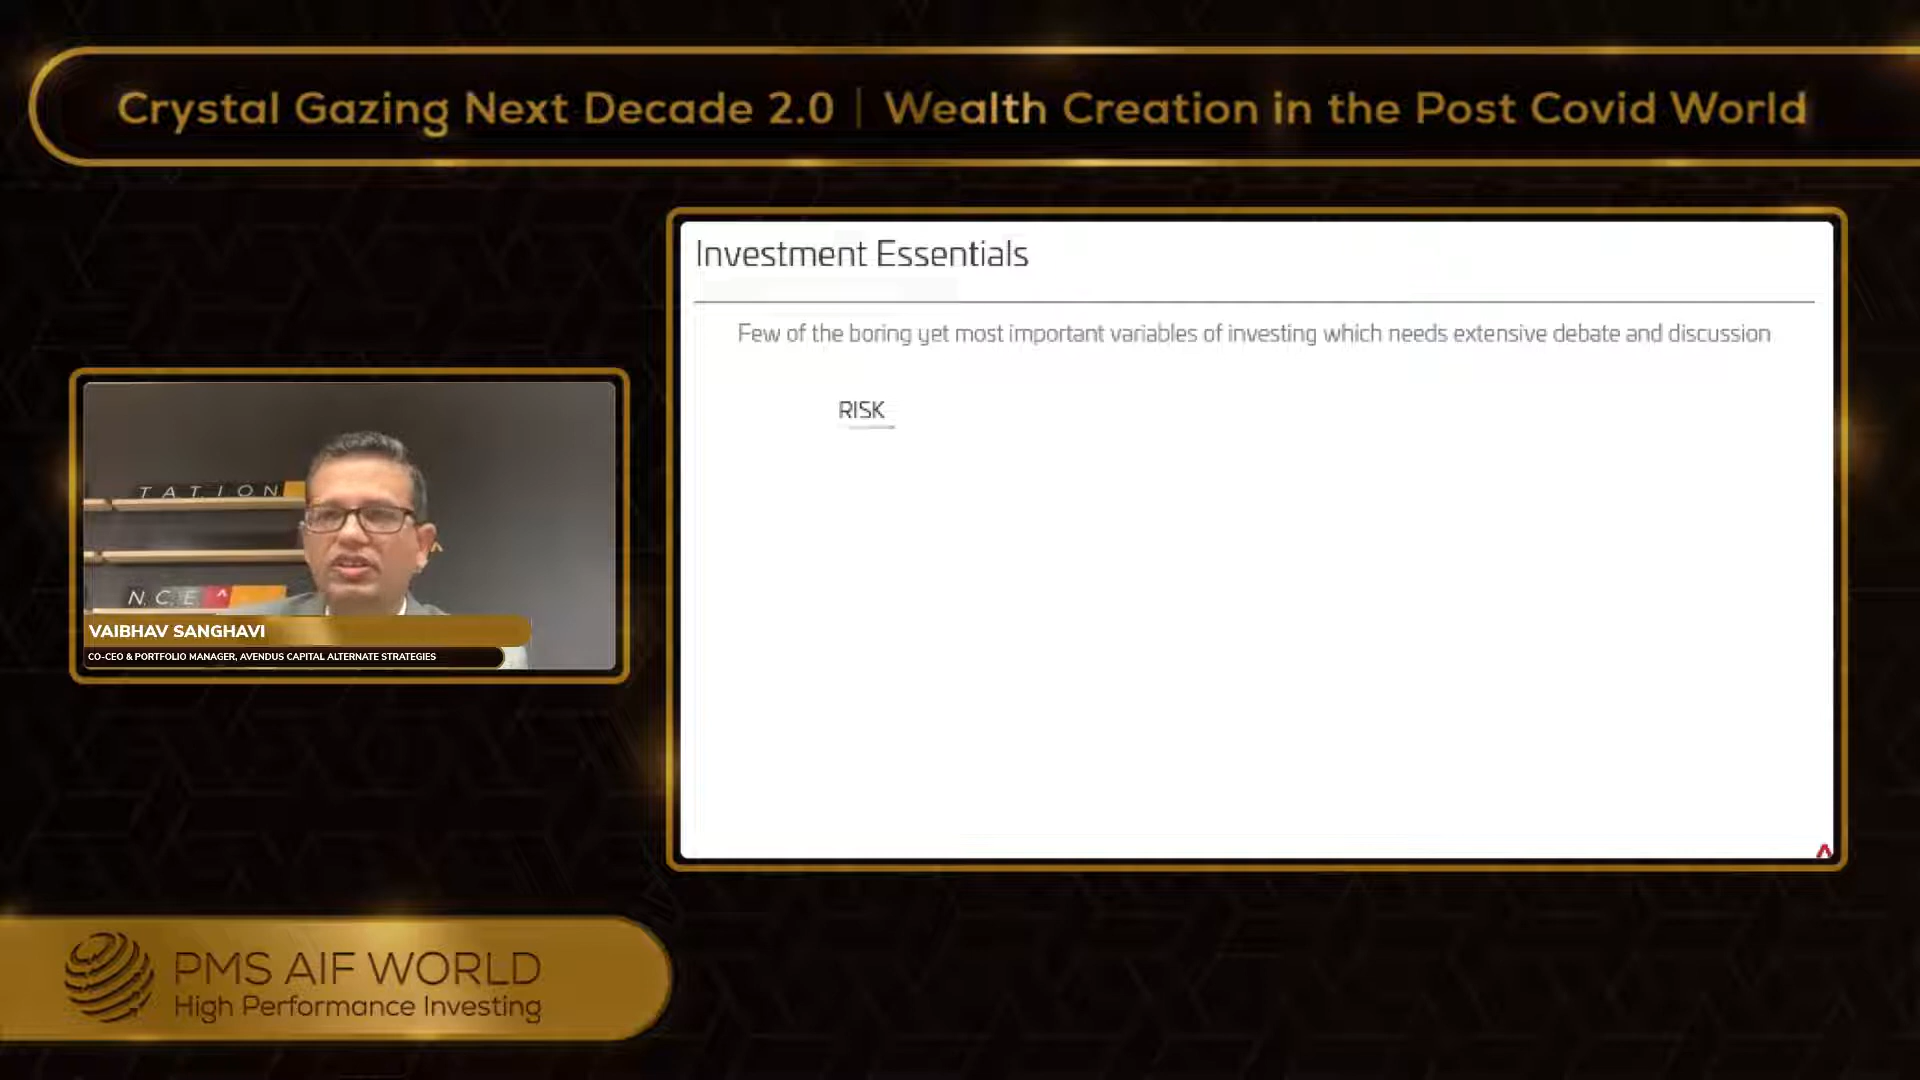 Crystal Gazing Next Decade 2.0 | Wealth Creation in the Post Covid World
Investment Essentials
Few of the boring yet most important variables of investing which needs extensive debate and discussion
RISK
TATION
NCE
VAIBHAV SANGHAVI
CO-CEO & PORTFOLIO MANAGER, AVENDUS CAPITAL ALTERNATE STRATEGIES
PMS AIF WORLD
High Performance Investing